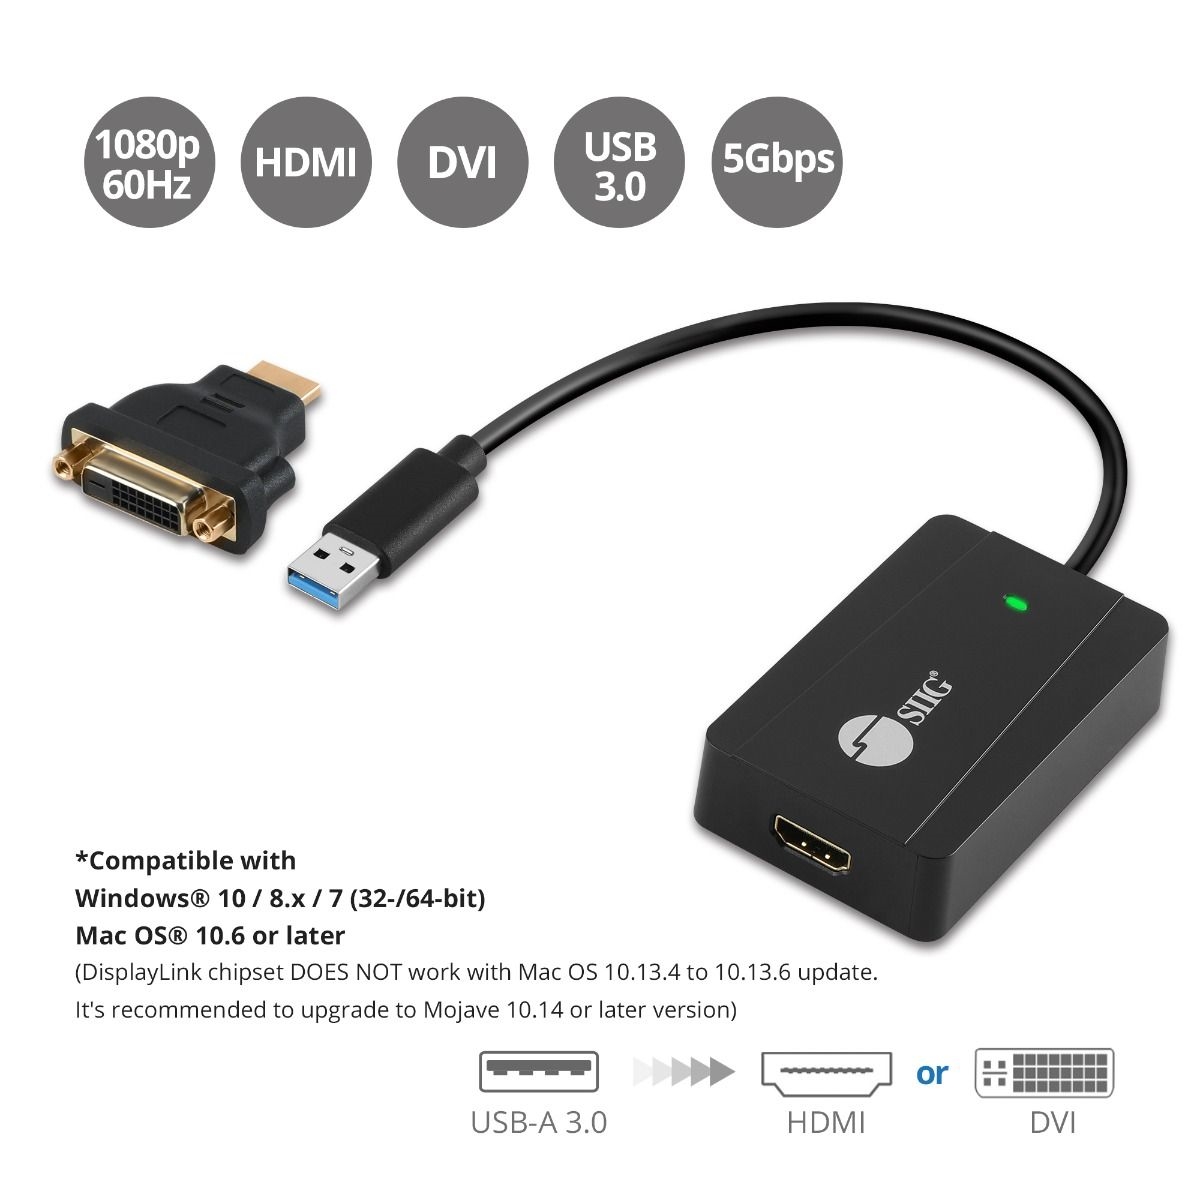 1080p
60Hz
HDMI
DVI
USB
3.0
5Gbps
SIIG®
*Compatible with
Windows® 10 / 8.x / 7 (32-/64-bit)
Mac OS® 10.6 or later
(DisplayLink chipset DOES NOT work with Mac OS 10.13.4 to 10.13.6 update.
It's recommended to upgrade to Mojave 10.14 or later version)
or
USB-A 3.0
HDMI
DVI